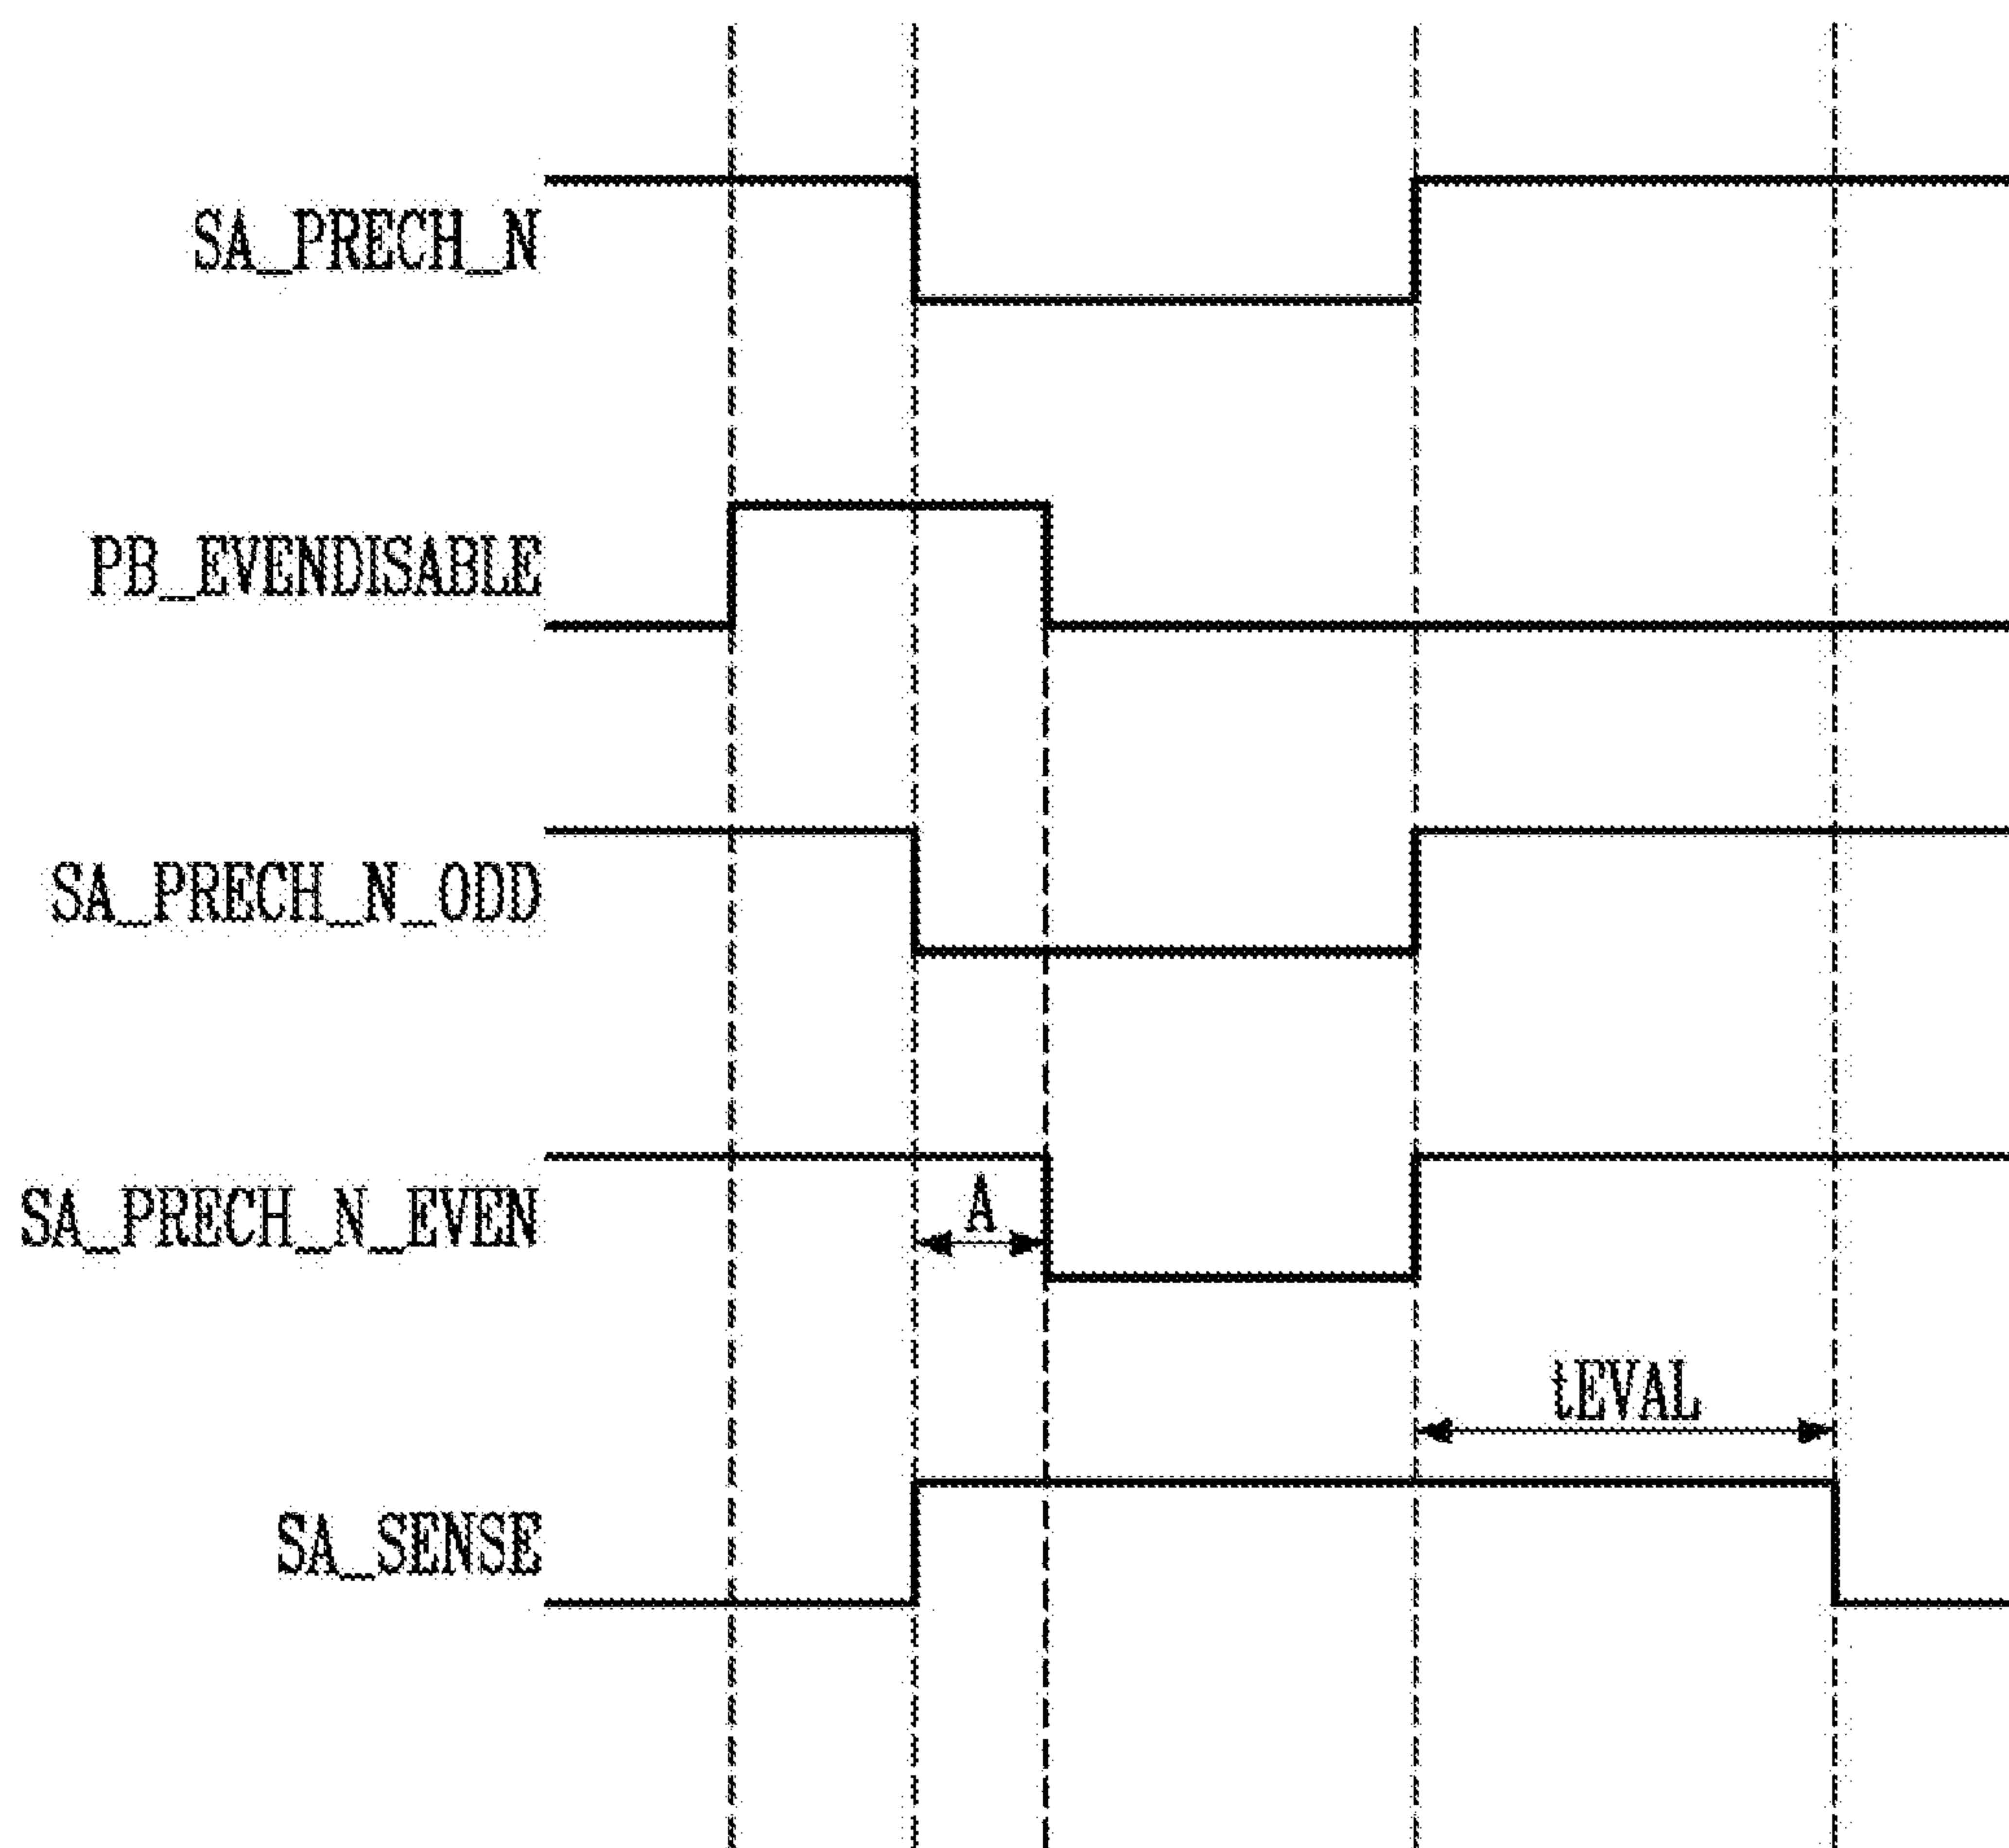 SA_PRECH_N
PB_EVENDISABLE
SA_PRECH_N_ODD
SA_PRECH_N_EVEN
A
tEVAL
SA_SENSE